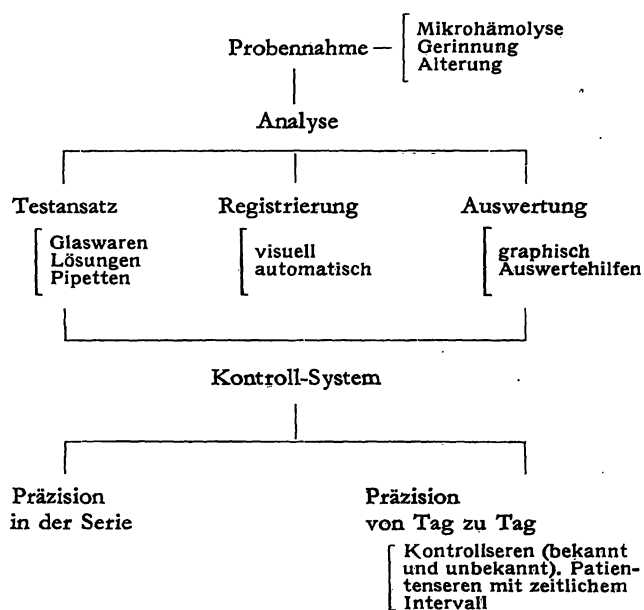 Probennahme —
Mikrohämolyse
Gerinnung
Alterung
Analyse
Testansatz
Glaswaren
Lösungen
Pipetten
Registrierung
visuell
automatisch
Auswertung
graphisch
Auswertehilfen
Kontroll-System
Präzision
in der Serie
Präzision
von Tag zu Tag
Kontrollseren (bekannt
und unbekannt). Patien-
tenseren mit zeitlichem
Intervall